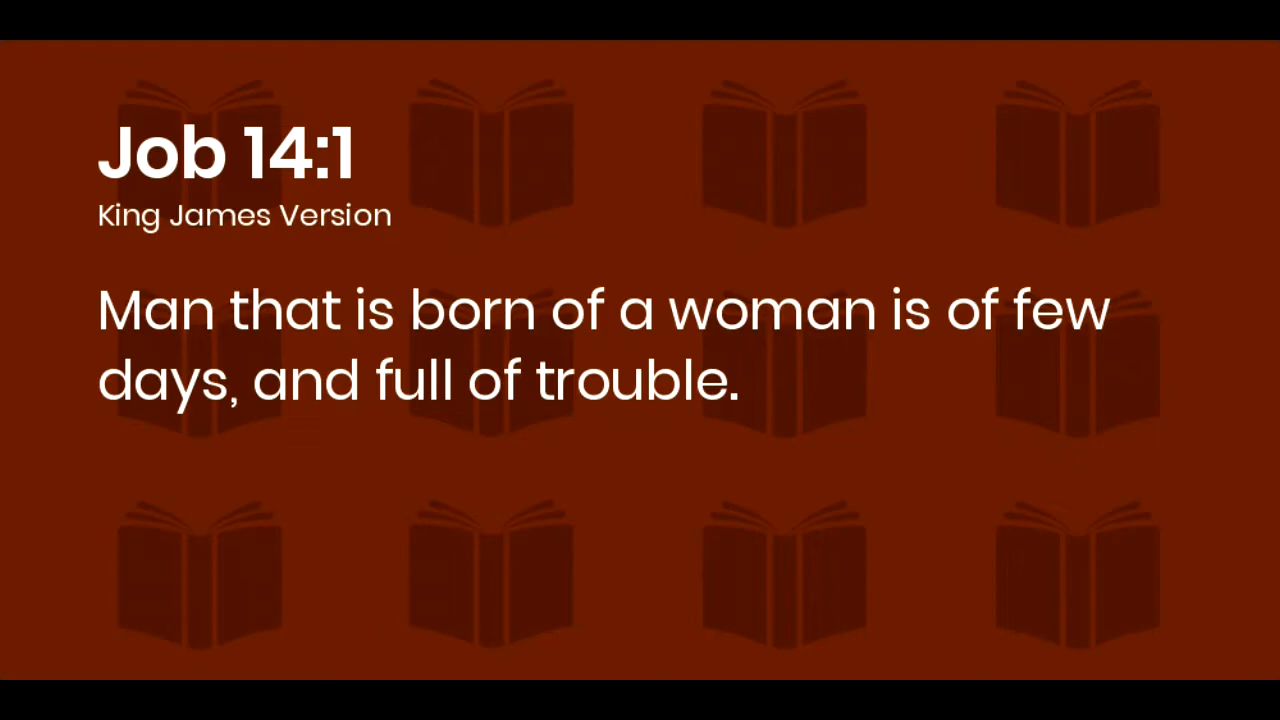 Job 14:1
King James Version
Man that is born of a woman is of few
days, and full of trouble.